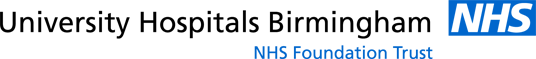 University Hospitals Birmingham NHS
NHS Foundation Trust